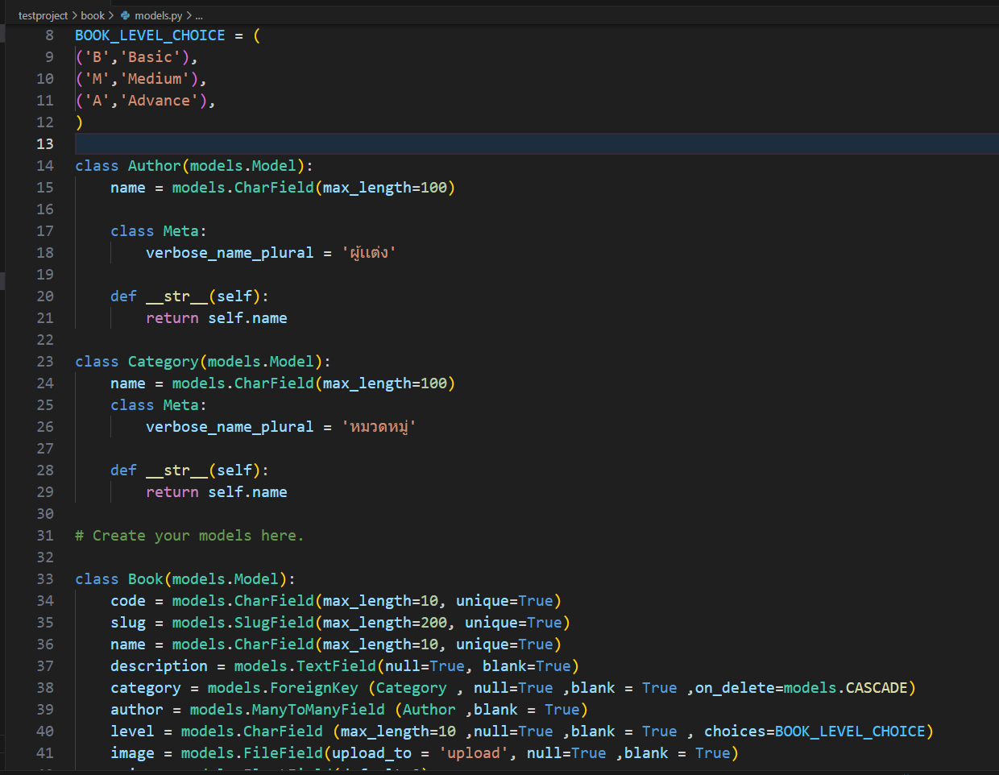 testproject > book > models.py > ...
8 BOOK_LEVEL_CHOICE = (
9 ('B','Basic'),
10 ('M','Medium'),
11 ('A','Advance'),
12 )
13
14 class Author(models.Model):
15     name = models.CharField(max_length=100)
16
17     class Meta:
18         verbose_name_plural = 'ผู้แต่ง'
19
20     def __str__(self):
21         return self.name
22
23 class Category(models.Model):
24     name = models.CharField(max_length=100)
25     class Meta:
26         verbose_name_plural = 'หมวดหมู่'
27
28     def __str__(self):
29         return self.name
30
31 # Create your models here.
32
33 class Book(models.Model):
34     code = models.CharField(max_length=10, unique=True)
35     slug = models.SlugField(max_length=200, unique=True)
36     name = models.CharField(max_length=10, unique=True)
37     description = models.TextField(null=True, blank=True)
38     category = models.ForeignKey (Category , null=True ,blank = True ,on_delete=models.CASCADE)
39     author = models.ManyToManyField (Author ,blank = True)
40     level = models.CharField (max_length=10 ,null=True ,blank = True , choices=BOOK_LEVEL_CHOICE)
41     image = models.FileField(upload_to = 'upload', null=True ,blank = True)